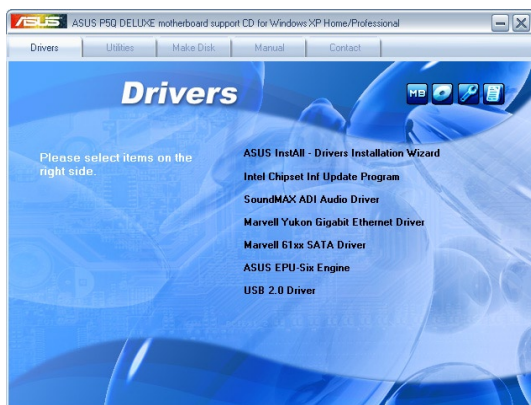 ASUS ASUS P5Q DELUXE motherboard support CD for Windows XP Home/Professional
Drivers Utilities Make Disk Manual Contact
Drivers
MB
Please select items on the
right side.
ASUS InstAll - Drivers Installation Wizard
Intel Chipset Inf Update Program
SoundMAX ADI Audio Driver
Marvell Yukon Gigabit Ethernet Driver
Marvell 61xx SATA Driver
ASUS EPU-Six Engine
USB 2.0 Driver